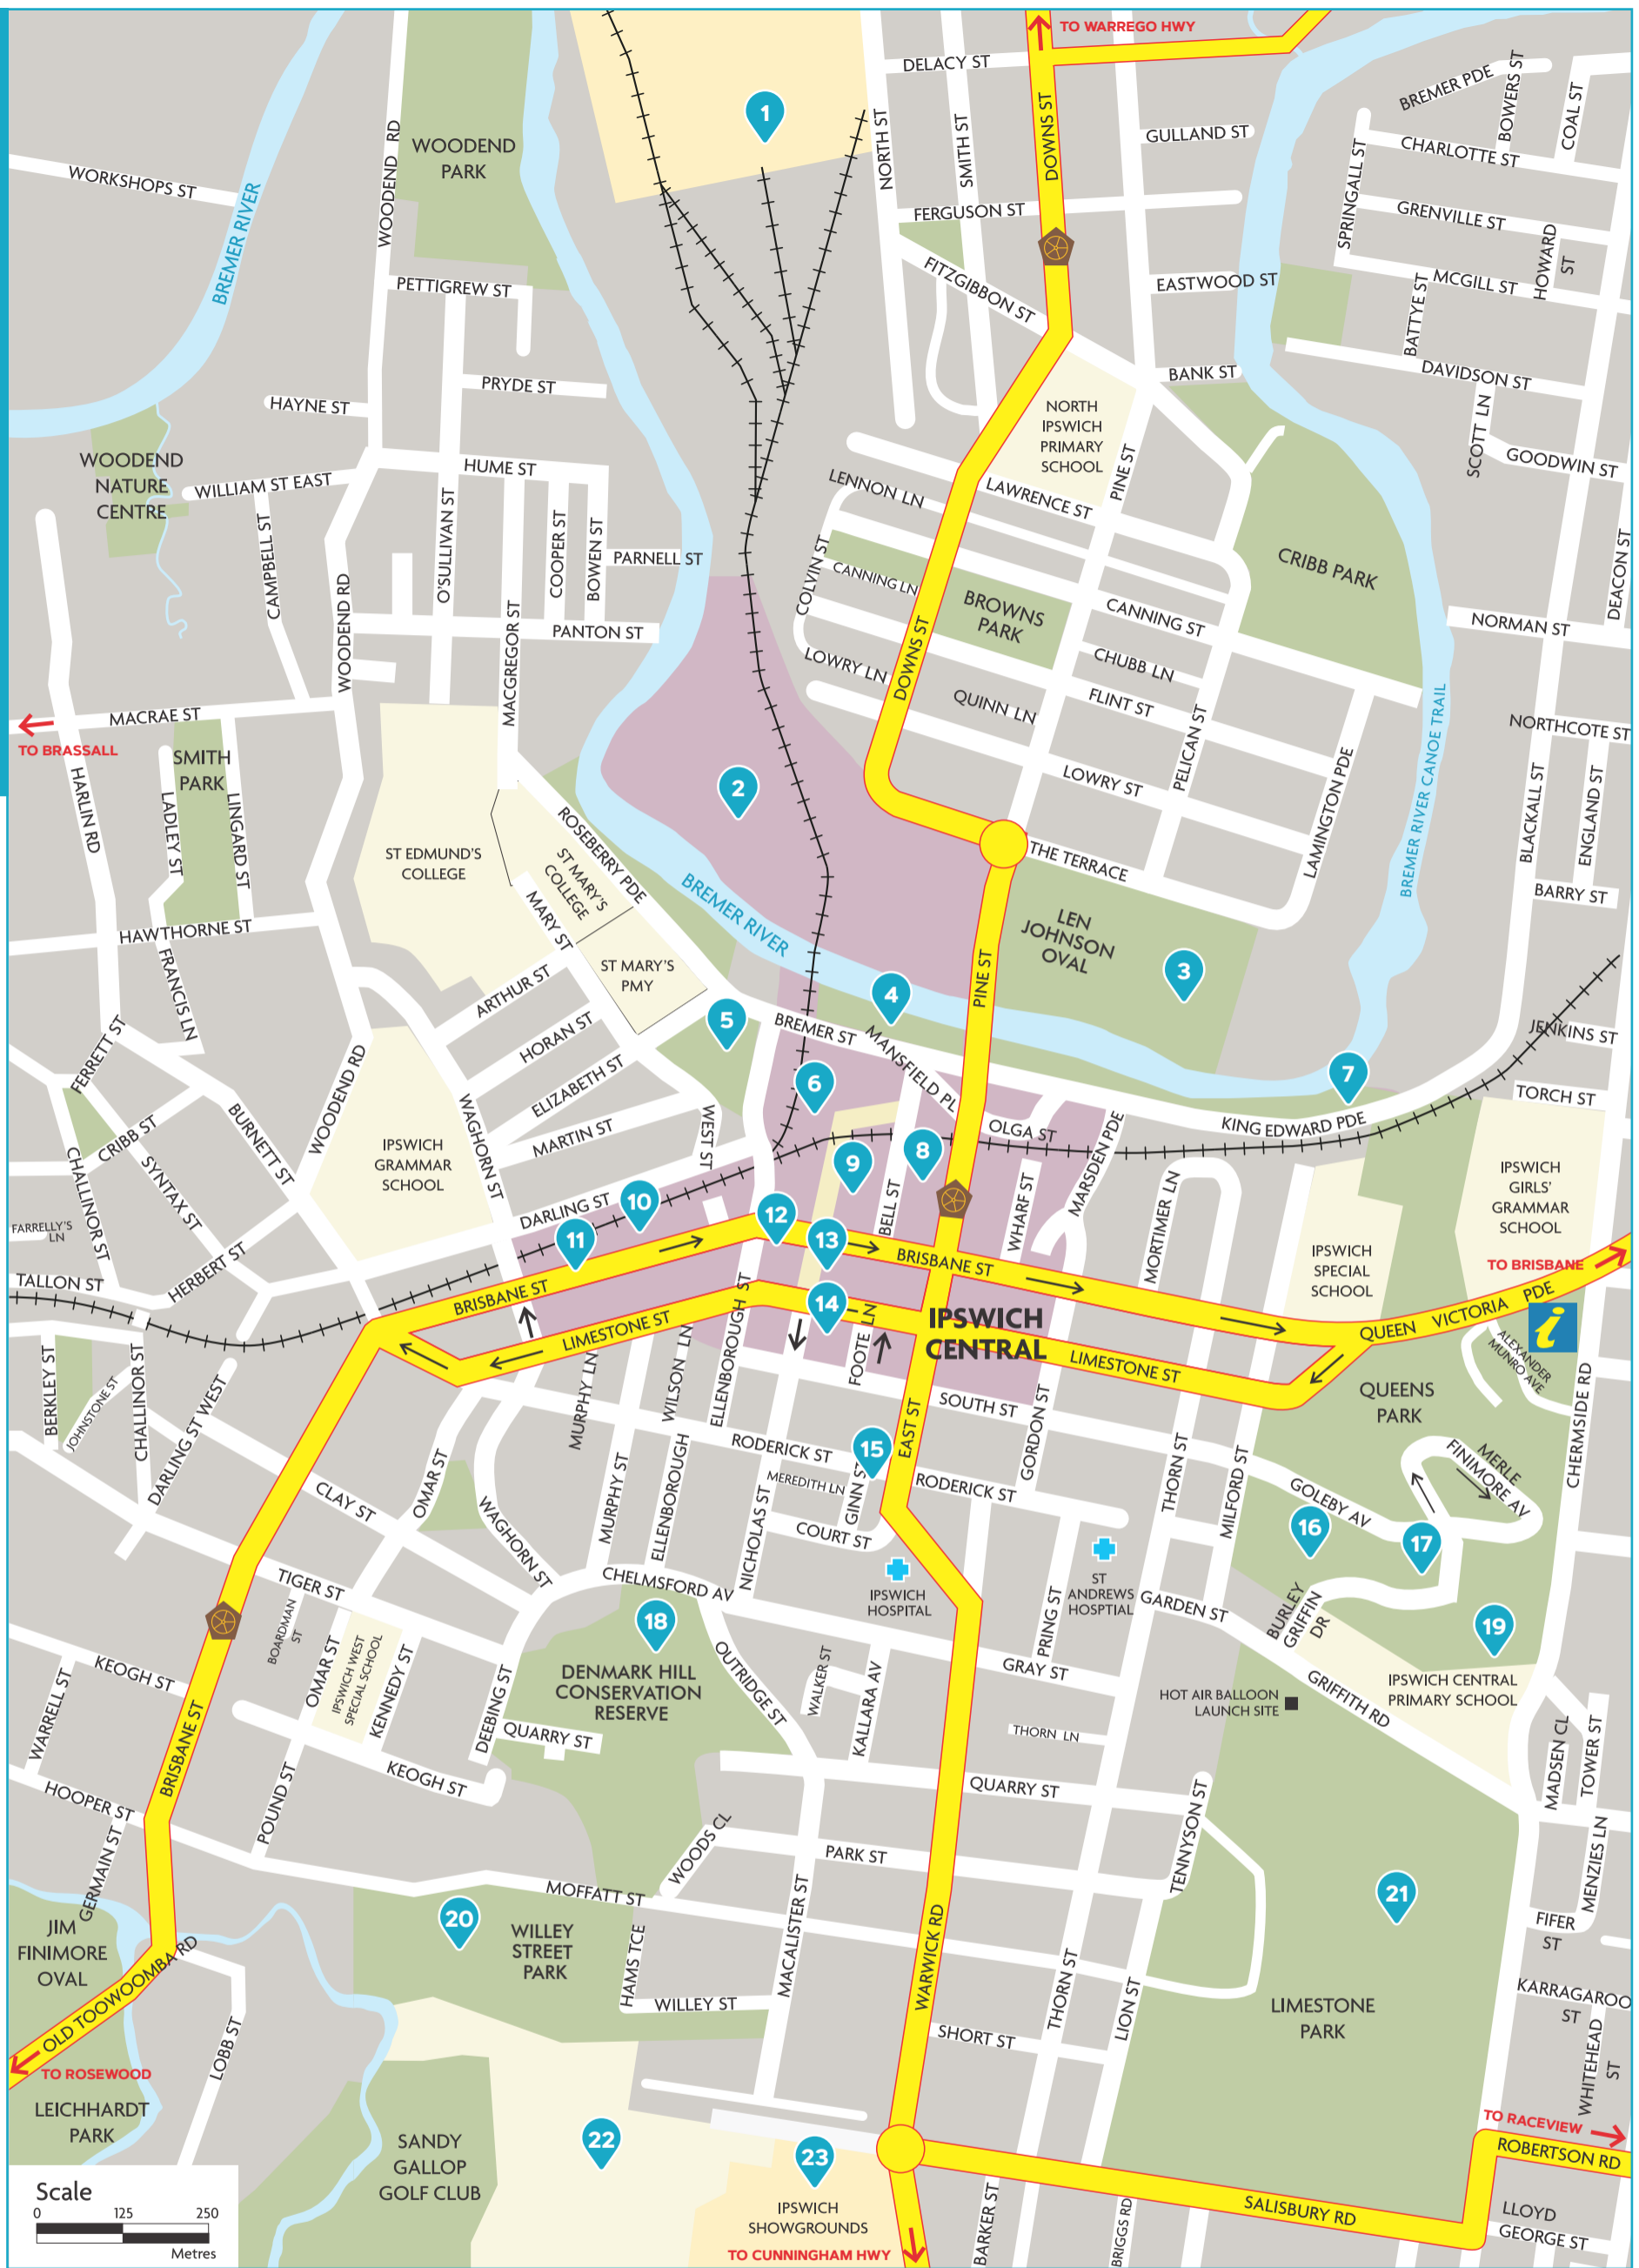 TO WARREGO HWY
DELACY ST
BREMER PDE
BOWERS ST
COAL ST
1
NORTH ST
SMITH ST
DOWNS ST
GULLAND ST
CHARLOTTE ST
WOODEND RD
WOODEND
PARK
WORKSHOPS ST
BREMER RIVER
SPRINGALL ST
GRENVILLE ST
HOWARD
ST
FERGUSON ST
FITZGIBBON ST
EASTWOOD ST
MCGILL ST
BATTYE ST
PETTIGREW ST
PRYDE ST
HAYNE ST
BANK ST
DAVIDSON ST
SCOTT LN
GOODWIN ST
NORTH
IPSWICH
PRIMARY
SCHOOL
PINE ST
WOODEND
NATURE
CENTRE
WILLIAM ST EAST
HUME ST
CAMPBELL ST
O'SULLIVAN ST
COOPER ST
BOWEN ST
PARNELL ST
LENNON LN
LAWRENCE ST
COLVIN ST
CANNING LN
CRIBB PARK
DEACON ST
WOODEND RD
MACGREGOR ST
PANTON ST
BROWNS
PARK
CANNING ST
NORMAN ST
CHUBB LN
LOWRY LN
DOWNS ST
QUINN LN
FLINT ST
PELICAN ST
BREMER RIVER CANOE TRAIL
NORTHCOTE ST
MACRAE ST
TO BRASSALL
SMITH
PARK
HARLIN RD
LADLEY ST
LINGARD ST
2
LOWRY ST
LAMINGTON PDE
BLACKALL ST
ENGLAND ST
BARRY ST
THE TERRACE
ST EDMUND'S
COLLEGE
ROSEBERRY PDE
ST MARY'S
COLLEGE
MARY ST
BREMER RIVER
LEN
JOHNSON
OVAL
3
HAWTHORNE ST
FRANCIS LN
ARTHUR ST
ST MARY'S
PMY
4
PINE ST
5
BREMER ST
MANSFIELD PL
JENKINS ST
FERRETT ST
HORAN ST
ELIZABETH ST
6
7
TORCH ST
WOODEND RD
WAGHORN ST
MARTIN ST
WEST ST
OLGA ST
KING EDWARD PDE
MARSDEN PDE
CRIBB ST
BURNETT ST
IPSWICH
GRAMMAR
SCHOOL
8
9
CHALLINOR ST
SYNTAX ST
IPSWICH
GIRLS'
GRAMMAR
SCHOOL
DARLING ST
10
BELL ST
WHARF ST
MORTIMER LN
FARRELLY'S
LN
11
12
13
IPSWICH
SPECIAL
SCHOOL
TO BRISBANE
HERBERT ST
TALLON ST
BRISBANE ST
BRISBANE ST
QUEEN VICTORIA PDE
14
IPSWICH
CENTRAL
LIMESTONE ST
LIMESTONE ST
FOOTE LN
ELLENBOROUGH ST
WILSON LN
MURPHY LN
i
ALEXANDER
MUNRO AVE
BERKLEY ST
JOHNSTONE ST
CHALLINOR ST
DARLING ST WEST
QUEENS
PARK
CHERMSIDE RD
SOUTH ST
GORDON ST
EAST ST
15
RODERICK ST
RODERICK ST
MEREDITH LN
GINN ST
COURT ST
NICHOLAS ST
ELLENBOROUGH ST
MURPHY ST
OMAR ST
CLAY ST
WAGHORN ST
THORN ST
MILFORD ST
GOLEBY AV
MERLE
FINIMORE AV
16
17
IPSWICH
HOSPITAL
ST
ANDREWS
HOSPTIAL
CHELMSFORD AV
TIGER ST
BOARDMAN
ST
18
PRING ST
GARDEN ST
BURLEY
GRIFFIN
DR
19
DENMARK HILL
CONSERVATION
RESERVE
OUTRIDGE ST
WALKER ST
KALLARA AV
GRAY ST
IPSWICH CENTRAL
PRIMARY SCHOOL
KEOGH ST
OMAR ST
IPSWICH WEST
SPECIAL SCHOOL
KENNEDY ST
WARRELL ST
BRISBANE ST
DEEBING ST
QUARRY ST
THORN LN
HOT AIR BALLOON
LAUNCH SITE
GRIFFITH RD
MADSEN CL
TOWER ST
KEOGH ST
QUARRY ST
HOOPER ST
POUND ST
GERMAIN ST
WOODS CL
PARK ST
TENNYSON ST
MENZIES LN
MOFFATT ST
20
21
WILLEY
STREET
PARK
HAMS TCE
MACALISTER ST
WARWICK RD
FIFER
ST
JIM
FINIMORE
OVAL
OLD TOOWOOMBA RD
WILLEY ST
THORN ST
LION ST
LIMESTONE
PARK
KARRAGAROO
ST
WHITEHEAD
ST
SHORT ST
LOBB ST
TO ROSEWOOD
LEICHHARDT
PARK
SANDY
GALLOP
GOLF CLUB
22
23
IPSWICH
SHOWGROUNDS
TO RACEVIEW
ROBERTSON RD
SALISBURY RD
LLOYD
GEORGE ST
BARKER ST
BRIGGS RD
TO CUNNINGHAM HWY
Scale
0 125 250
Metres